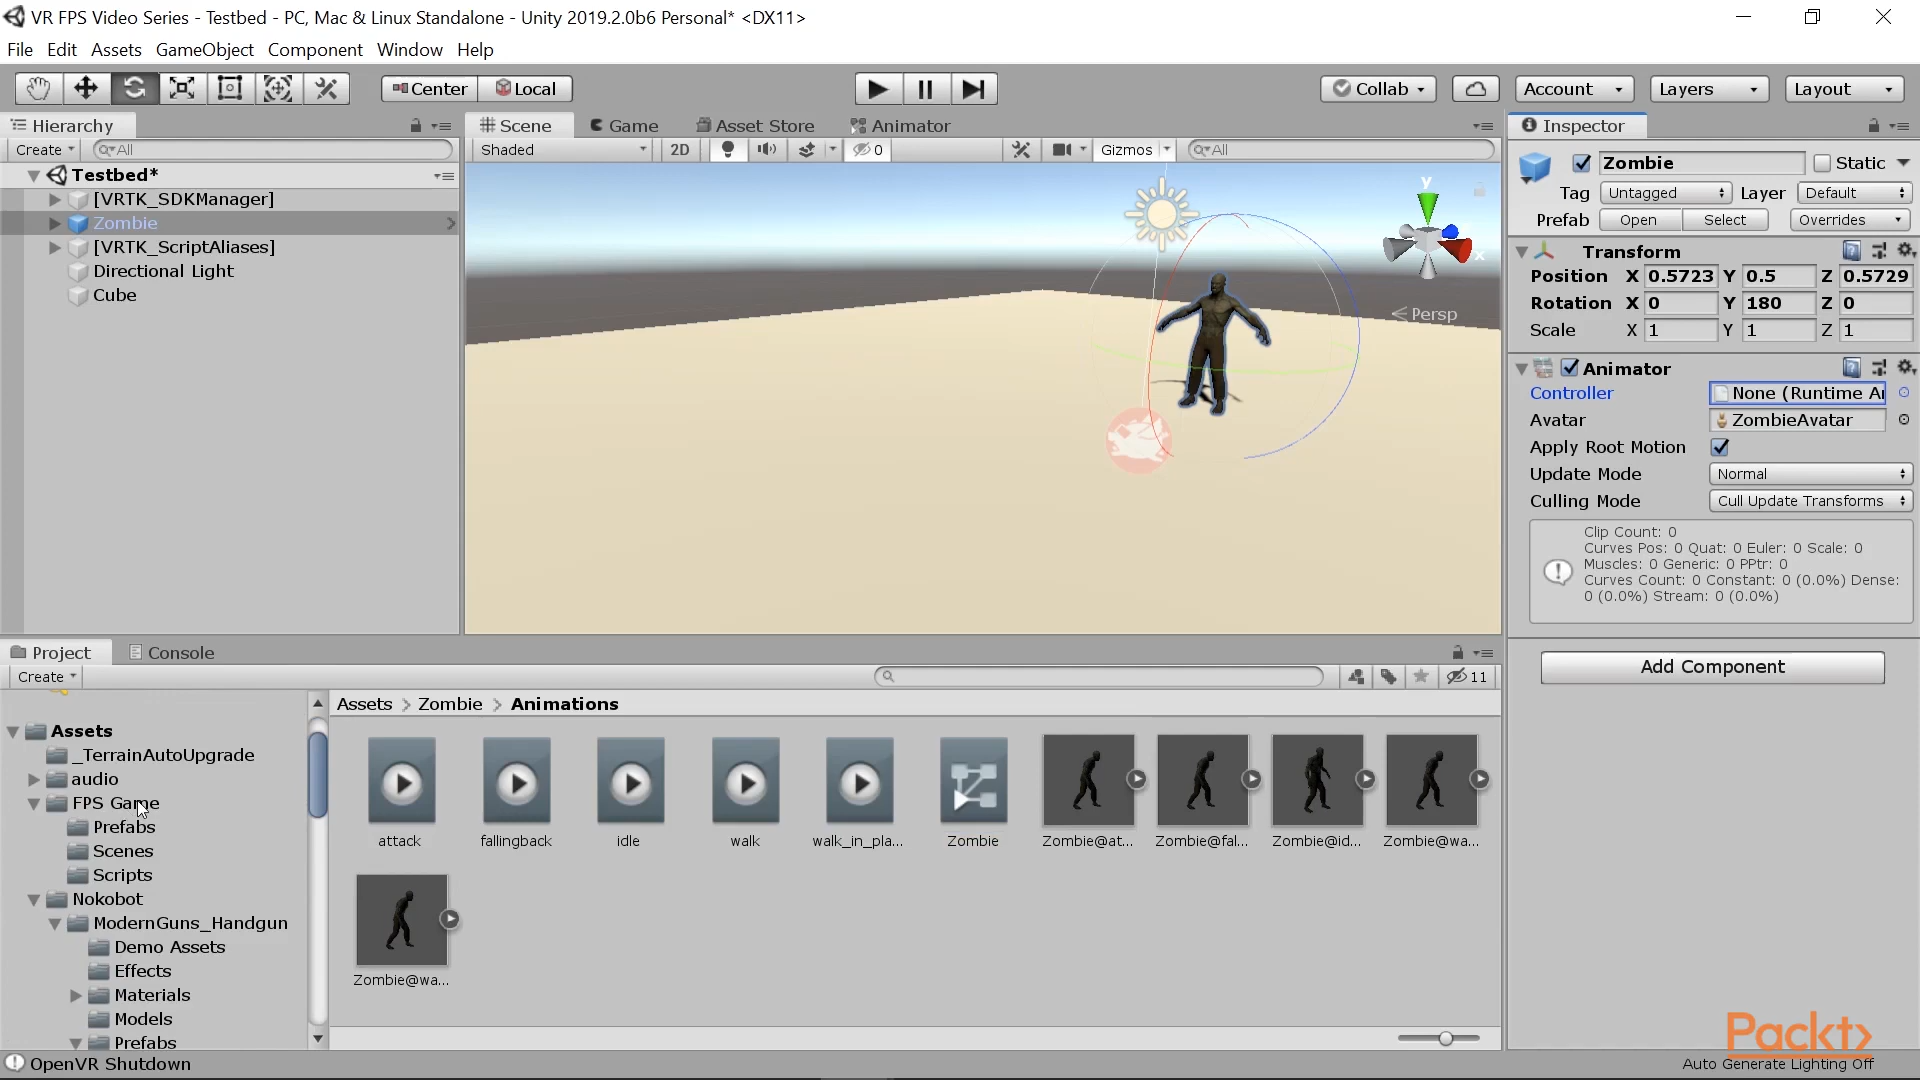 VR FPS Video Series - Testbed - PC, Mac & Linux Standalone - Unity 2019.2.0b6 Personal* <DX11>
File Edit Assets GameObject Component Window Help
Center Local Collab Account Layers Layout
Hierarchy
Create All
Testbed*
[VRTK_SDKManager]
Zombie
[VRTK_ScriptAliases]
Directional Light
Cube
Scene Game Asset Store Animator
Shaded 2D 0 Gizmos All
y
x
Persp
Inspector
Zombie Static
Tag Untagged Layer Default
Prefab Open Select Overrides
Transform
Position X 0.5723 Y 0.5 Z 0.5729
Rotation X 0 Y 180 Z 0
Scale X 1 Y 1 Z 1
Animator
Controller None (Runtime Ar
Avatar ZombieAvatar
Apply Root Motion
Update Mode Normal
Culling Mode Cull Update Transforms
Clip Count: 0
Curves Pos: 0 Quat: 0 Euler: 0 Scale: 0
Muscles: 0 Generic: 0 PPtr: 0
Curves Count: 0 Constant: 0 (0.0%) Dense:
0 (0.0%) Stream: 0 (0.0%)
Add Component
Project Console
Create 11
Assets
_TerrainAutoUpgrade
audio
FPS Game
Prefabs
Scenes
Scripts
Nokobot
ModernGuns_Handgun
Demo Assets
Effects
Materials
Models
Prefabs
Assets > Zombie > Animations
attack fallingback idle walk walk_in_pla... Zombie Zombie@at... Zombie@fal... Zombie@id... Zombie@wa...
Zombie@wa...
Packt>
OpenVR Shutdown
Auto Generate Lighting Off